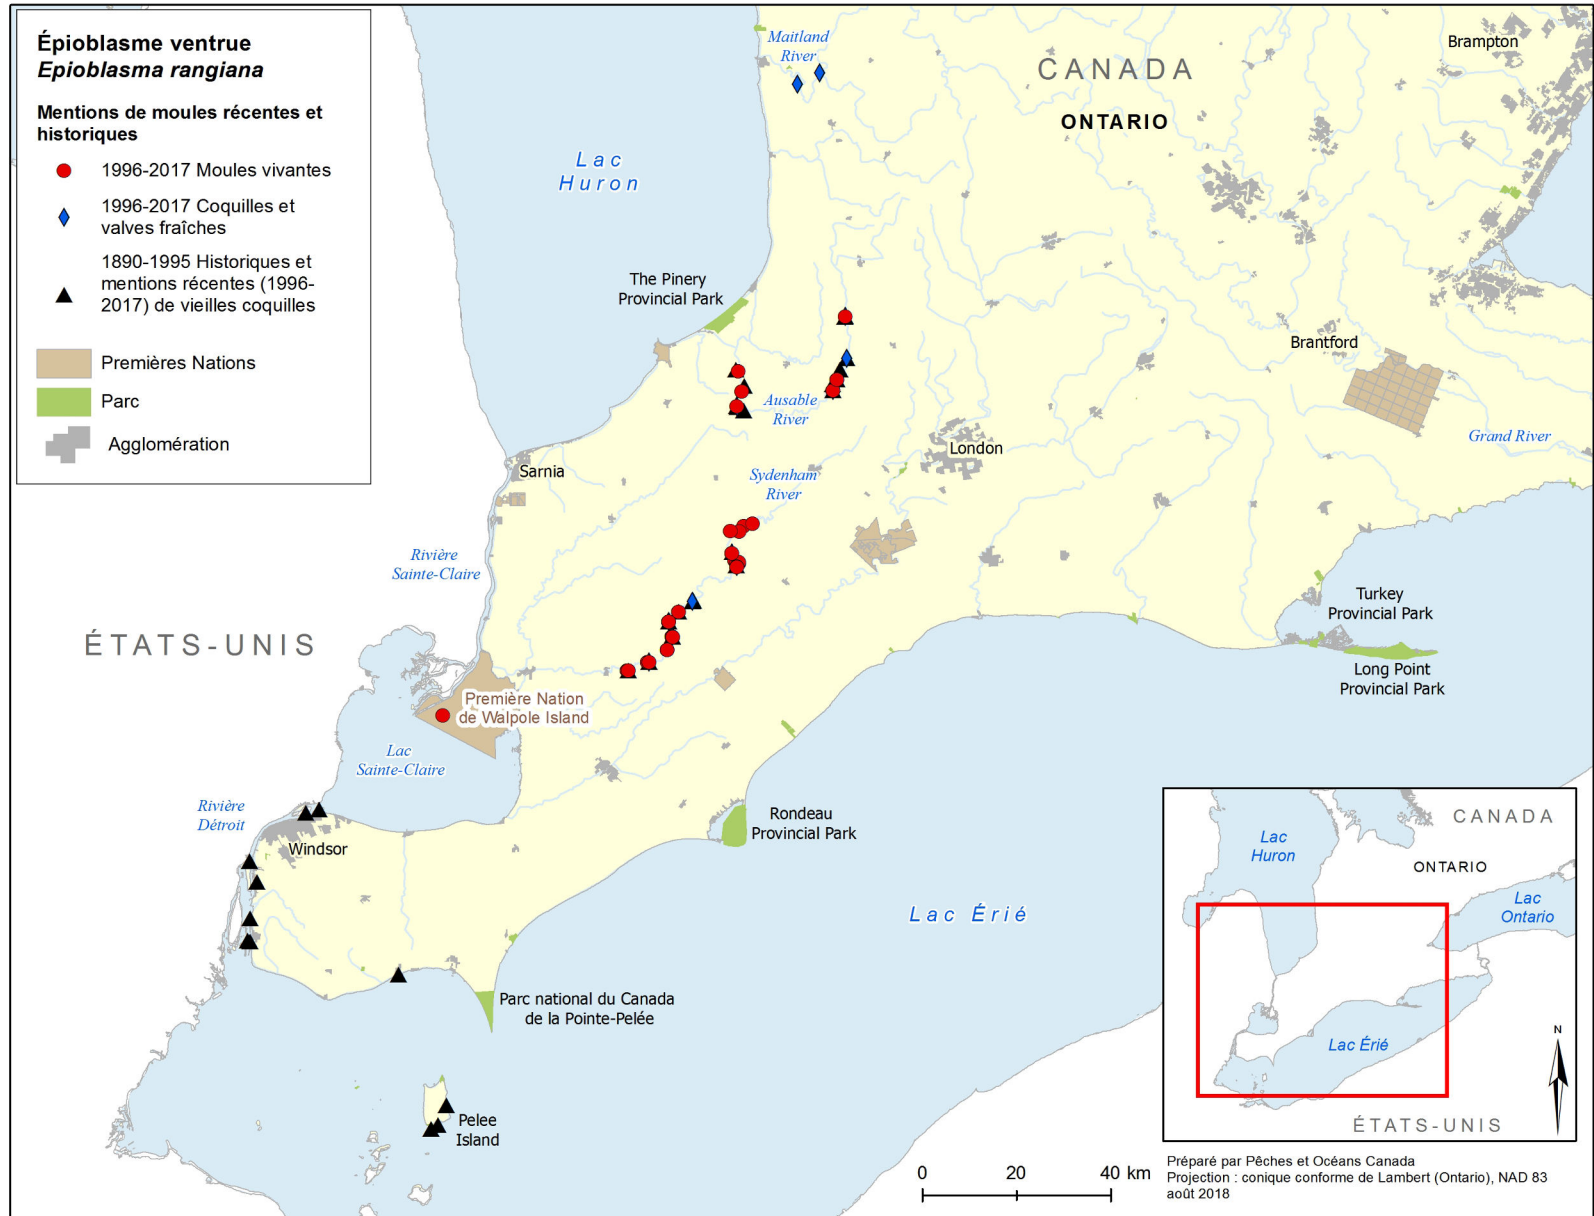 Épioblasme ventrue
Epioblasma rangiana
Mentions de moules récentes et
historiques
1996-2017 Moules vivantes
1996-2017 Coquilles et
valves fraîches
1890-1995 Historiques et
mentions récentes (1996-
2017) de vieilles coquilles
Premières Nations
Parc
Agglomération
Maitland
River
Brampton
CANADA
ONTARIO
Lac
Huron
The Pinery
Provincial Park
Brantford
Ausable
River
Grand River
London
Sarnia
Sydenham
River
Rivière
Sainte-Claire
Turkey
Provincial Park
ÉTATS-UNIS
Long Point
Provincial Park
Première Nation
de Walpole Island
Lac
Sainte-Claire
Rivière
Détroit
Rondeau
Provincial Park
Windsor
Lac Érié
Parc national du Canada
de la Pointe-Pelée
Pelee
Island
CANADA
Lac
Huron
ONTARIO
Lac
Ontario
Lac Érié
N
ÉTATS-UNIS
0 20 40 km
Préparé par Pêches et Océans Canada
Projection : conique conforme de Lambert (Ontario), NAD 83
août 2018